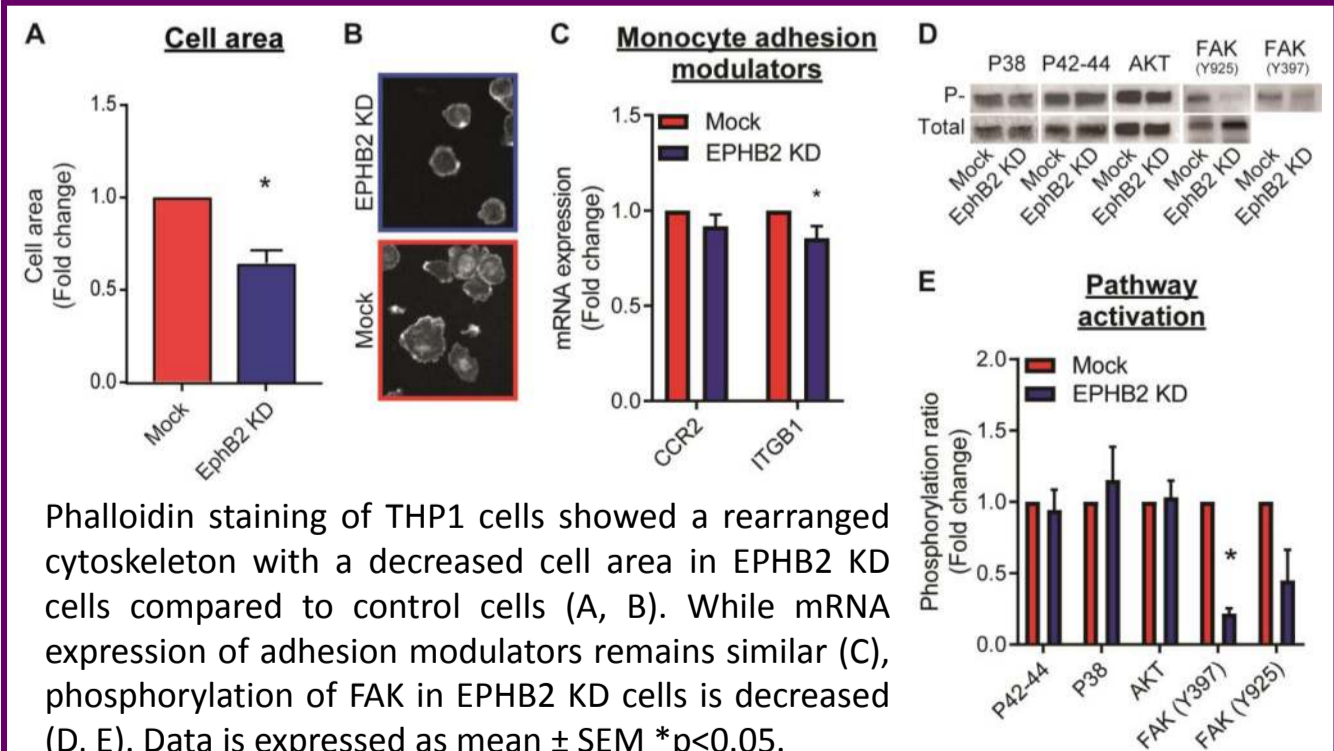 A
Cell area
Cell area
(Fold change)
1.5
1.0
0.5
0.0
*
Mock
EphB2 KD
B
EPHB2 KD
Mock
C
Monocyte adhesion
modulators
mRNA expression
(Fold change)
1.5
1.0
0.5
0.0
Mock
EPHB2 KD
*
CCR2
ITGB1
D
P38 P42-44 AKT FAK FAK
(Y925) (Y397)
P-
Total
Mock EphB2 KD Mock EphB2 KD Mock EphB2 KD Mock EphB2 KD Mock EphB2 KD
E
Pathway
activation
Phosphorylation ratio
(Fold change)
2.0
1.5
1.0
0.5
0.0
Mock
EPHB2 KD
*
P42-44
P38
AKT
FAK (Y397)
FAK (Y925)
Phalloidin staining of THP1 cells showed a rearranged
cytoskeleton with a decreased cell area in EPHB2 KD
cells compared to control cells (A, B). While mRNA
expression of adhesion modulators remains similar (C),
phosphorylation of FAK in EPHB2 KD cells is decreased
(D, E). Data is expressed as mean ± SEM *p<0.05.